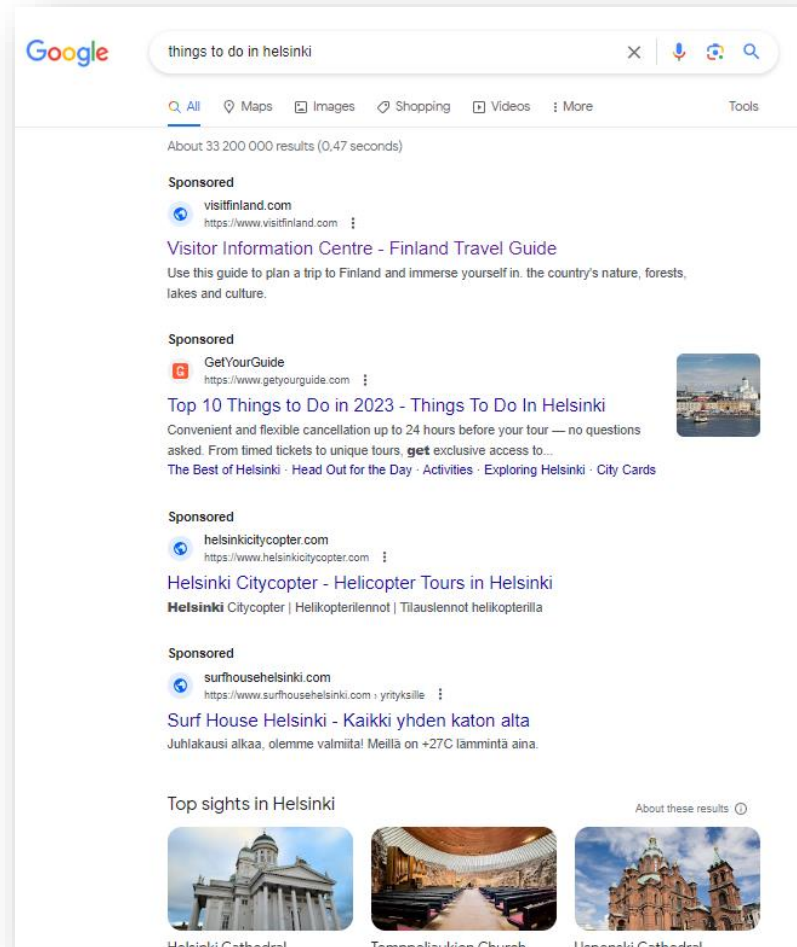 Google
things to do in helsinki
All Maps Images Shopping Videos More Tools
About 33 200 000 results (0,47 seconds)
Sponsored
visitfinland.com
https://www.visitfinland.com
Visitor Information Centre - Finland Travel Guide
Use this guide to plan a trip to Finland and immerse yourself in. the country's nature, forests,
lakes and culture.
Sponsored
G
GetYourGuide
https://www.getyourguide.com
Top 10 Things to Do in 2023 - Things To Do In Helsinki
Convenient and flexible cancellation up to 24 hours before your tour — no questions
asked. From timed tickets to unique tours, get exclusive access to...
The Best of Helsinki · Head Out for the Day · Activities · Exploring Helsinki · City Cards
Sponsored
helsinkicitycopter.com
https://www.helsinkicitycopter.com
Helsinki Citycopter - Helicopter Tours in Helsinki
Helsinki Citycopter | Helikopterilennot | Tilauslennot helikopterilla
Sponsored
surfhousehelsinki.com
https://www.surfhousehelsinki.com › yrityksille
Surf House Helsinki - Kaikki yhden katon alta
Juhlakausi alkaa, olemme valmiita! Meillä on +27C lämmintä aina.
Top sights in Helsinki
About these results
Helsinki Cathedral Temppeliaukion Church Uspenski Cathedral